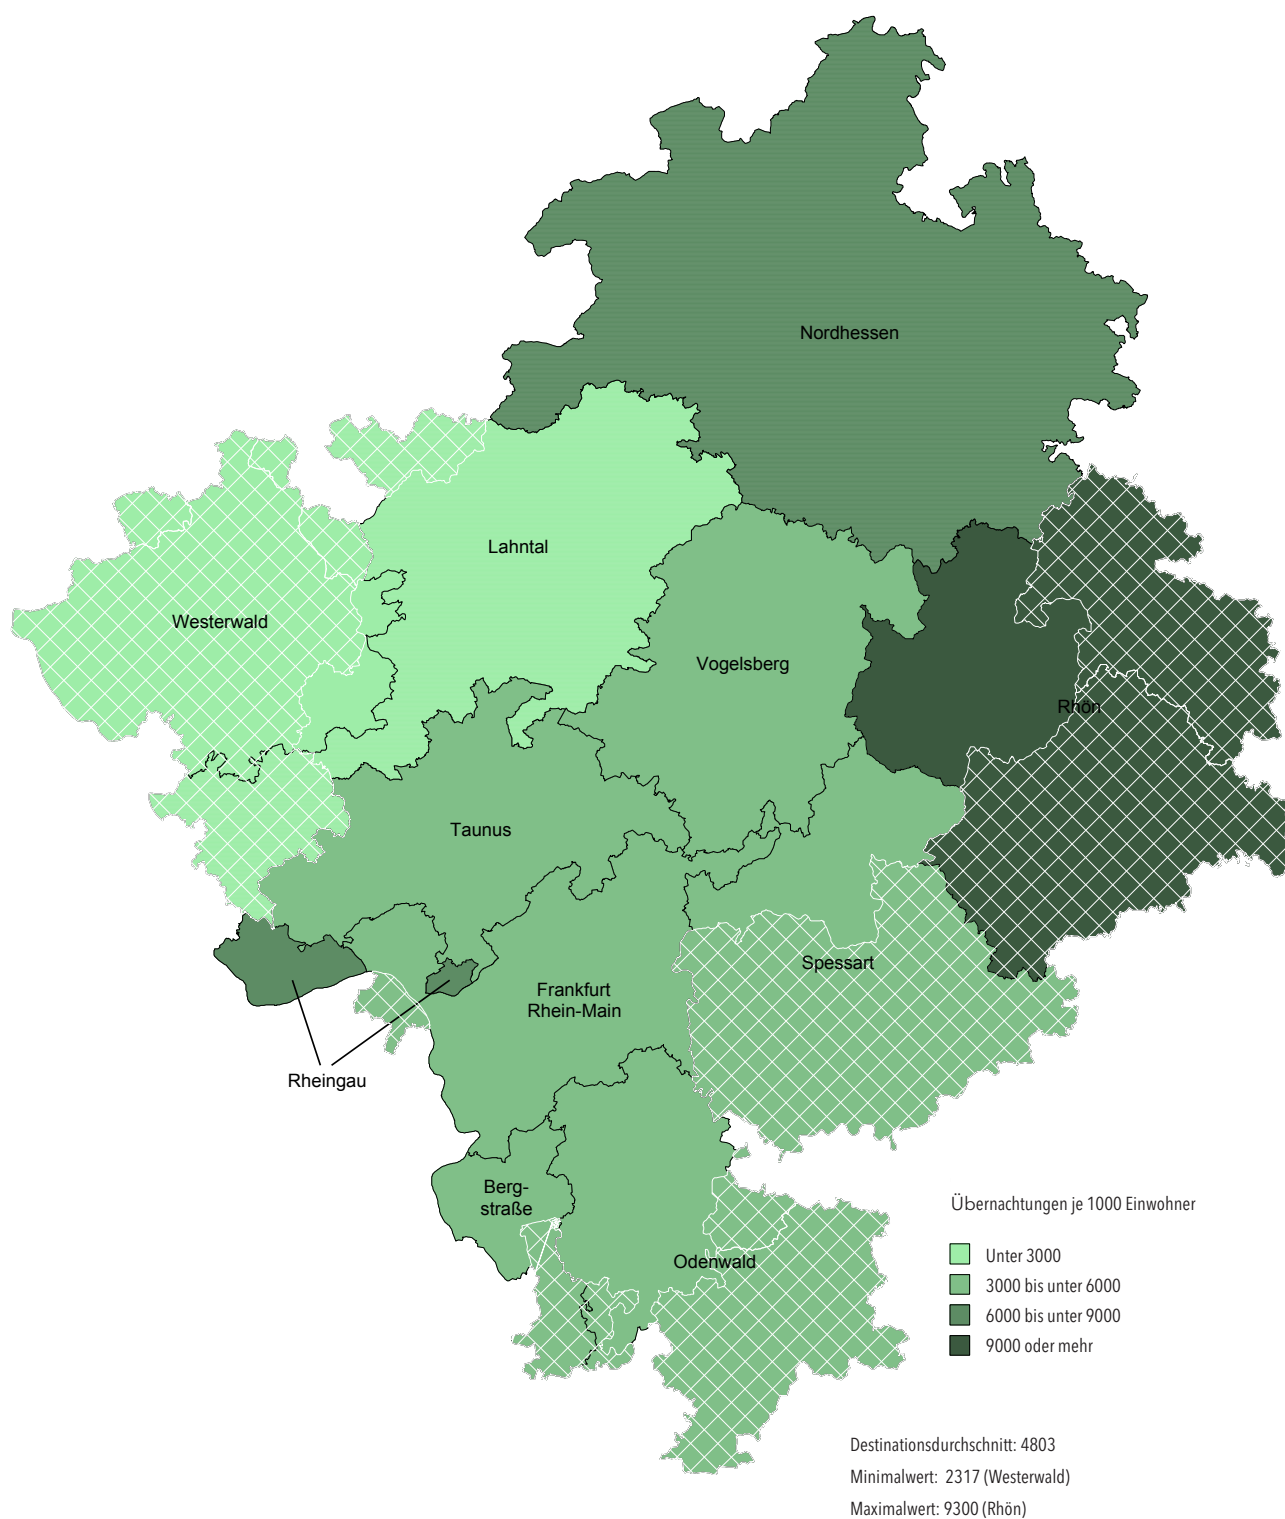 Nordhessen
Lahntal
Westerwald
Vogelsberg
Rhön
Taunus
Spessart
Frankfurt
Rhein-Main
Rheingau
Berg-
straße
Odenwald
Übernachtungen je 1000 Einwohner
Unter 3000
3000 bis unter 6000
6000 bis unter 9000
9000 oder mehr
Destinationsdurchschnitt: 4803
Minimalwert: 2317 (Westerwald)
Maximalwert: 9300 (Rhön)